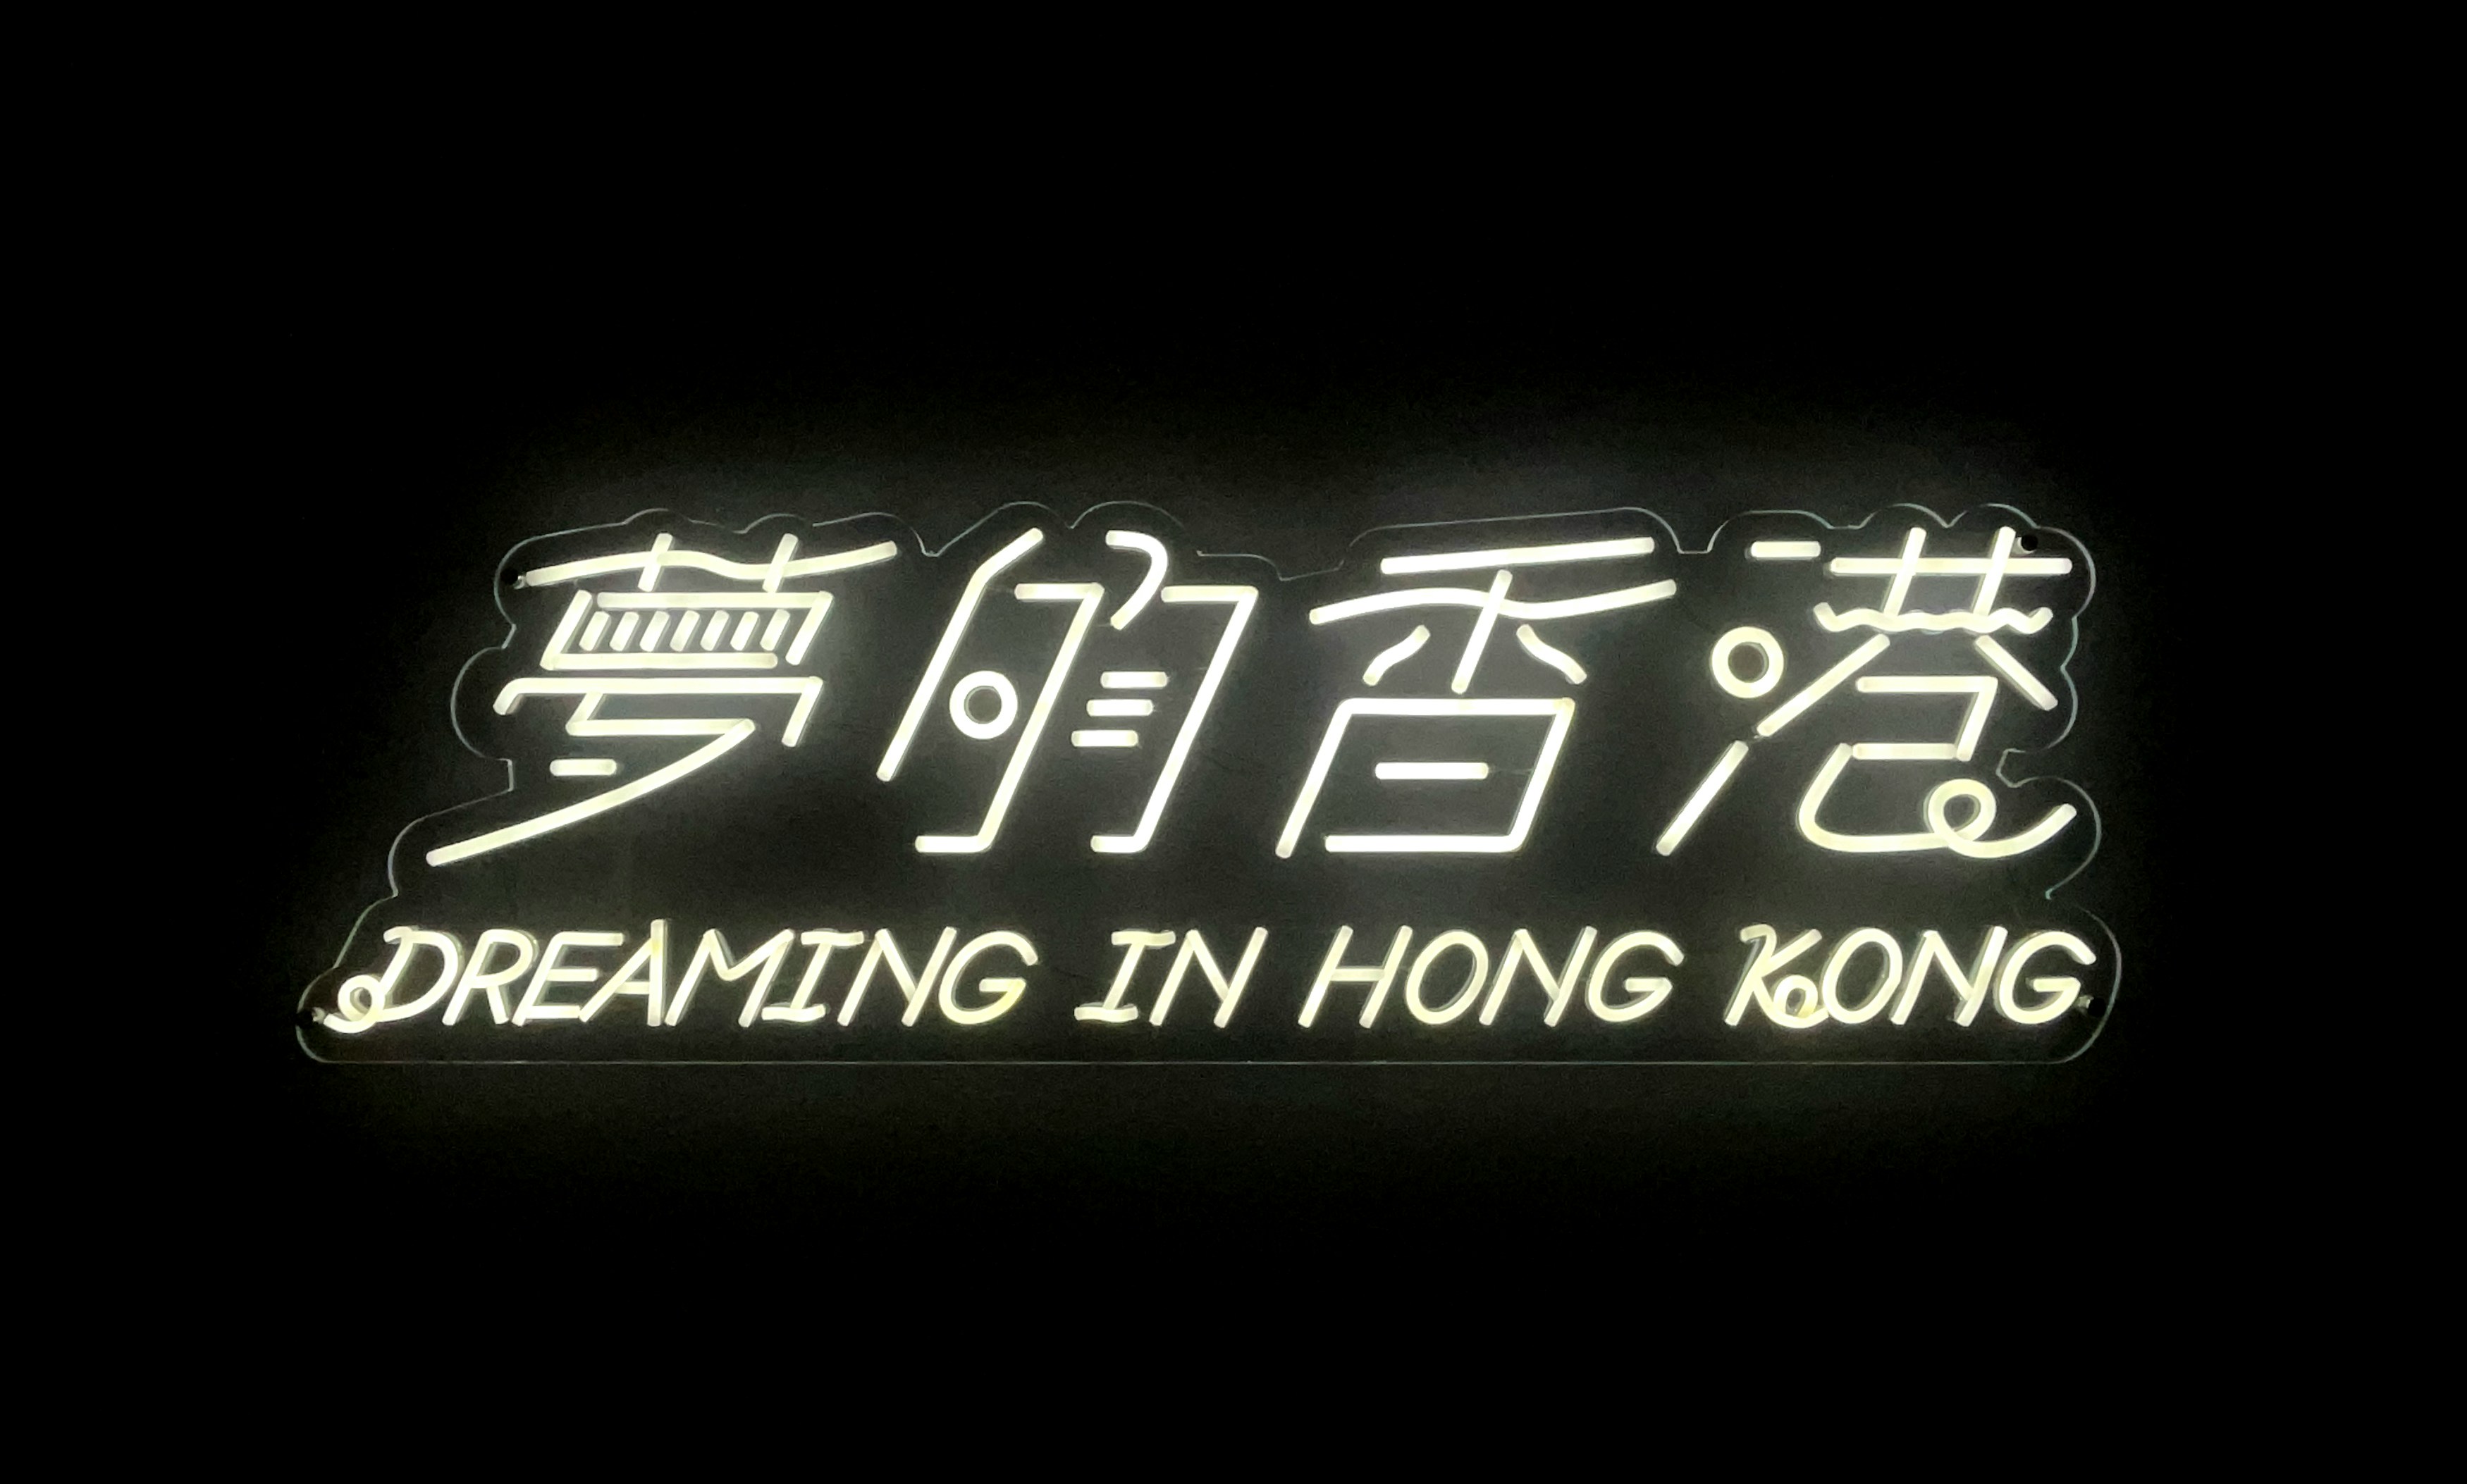 夢的香港
DREAMING IN HONG KONG